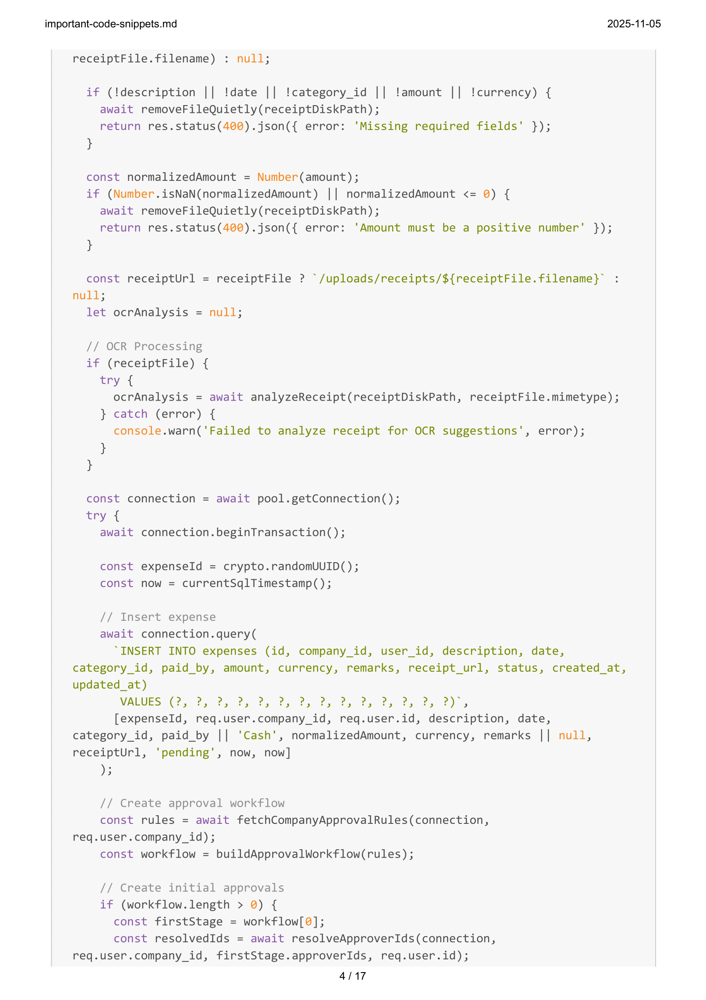 important-code-snippets.md
2025-11-05
receiptFile.filename) : null;
if (!description || !date || !category_id || !amount || !currency) {
await removeFileQuietly(receiptDiskPath);
return res.status(400).json({ error: 'Missing required fields' });
}
const normalizedAmount = Number(amount);
if (Number.isNaN(normalizedAmount) || normalizedAmount <= 0) {
await removeFileQuietly(receiptDiskPath);
return res.status(400).json({ error: 'Amount must be a positive number' });
}
const receiptUrl = receiptFile ? `/uploads/receipts/${receiptFile.filename}` :
null;
let ocrAnalysis = null;
// OCR Processing
if (receiptFile) {
try {
ocrAnalysis = await analyzeReceipt(receiptDiskPath, receiptFile.mimetype);
} catch (error) {
console.warn('Failed to analyze receipt for OCR suggestions', error);
}
}
const connection = await pool.getConnection();
try {
await connection.beginTransaction();
const expenseId = crypto.randomUUID();
const now = currentSqlTimestamp();
// Insert expense
await connection.query(
`INSERT INTO expenses (id, company_id, user_id, description, date,
category_id, paid_by, amount, currency, remarks, receipt_url, status, created_at,
updated_at)
VALUES (?, ?, ?, ?, ?, ?, ?, ?, ?, ?, ?, ?, ?, ?)`,
[expenseId, req.user.company_id, req.user.id, description, date,
category_id, paid_by || 'Cash', normalizedAmount, currency, remarks || null,
receiptUrl, 'pending', now, now]
);
// Create approval workflow
const rules = await fetchCompanyApprovalRules(connection,
req.user.company_id);
const workflow = buildApprovalWorkflow(rules);
// Create initial approvals
if (workflow.length > 0) {
const firstStage = workflow[0];
const resolvedIds = await resolveApproverIds(connection,
req.user.company_id, firstStage.approverIds, req.user.id);
4 / 17